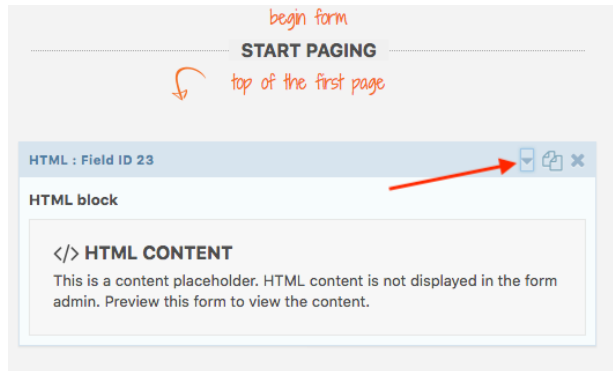 begin form
START PAGING
top of the first page
HTML : Field ID 23
HTML block
</> HTML CONTENT
This is a content placeholder. HTML content is not displayed in the form
admin. Preview this form to view the content.